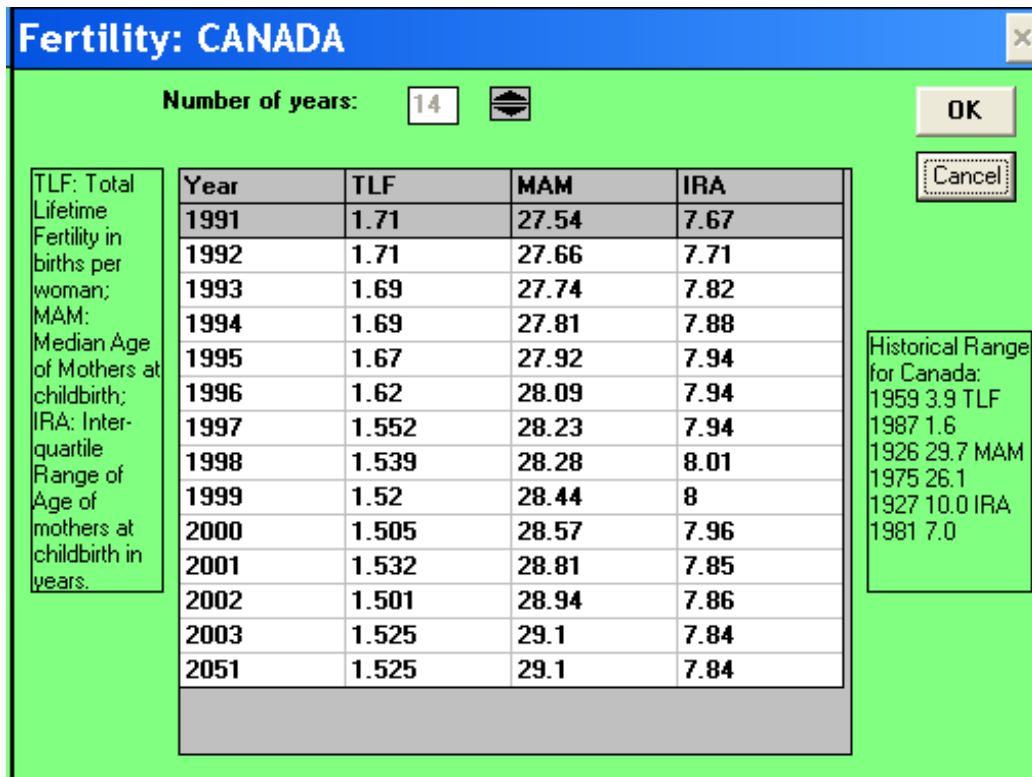 Fertility: CANADA
Number of years: 14
OK
Cancel
TLF: Total
Lifetime
Fertility in
births per
woman;
MAM:
Median Age
of Mothers at
childbirth;
IRA: Inter-
quartile
Range of
Age of
mothers at
childbirth in
years.
Year TLF MAM IRA
1991 1.71 27.54 7.67
1992 1.71 27.66 7.71
1993 1.69 27.74 7.82
1994 1.69 27.81 7.88
1995 1.67 27.92 7.94
1996 1.62 28.09 7.94
1997 1.552 28.23 7.94
1998 1.539 28.28 8.01
1999 1.52 28.44 8
2000 1.505 28.57 7.96
2001 1.532 28.81 7.85
2002 1.501 28.94 7.86
2003 1.525 29.1 7.84
2051 1.525 29.1 7.84
Historical Range
for Canada:
1959 3.9 TLF
1987 1.6
1926 29.7 MAM
1975 26.1
1927 10.0 IRA
1981 7.0